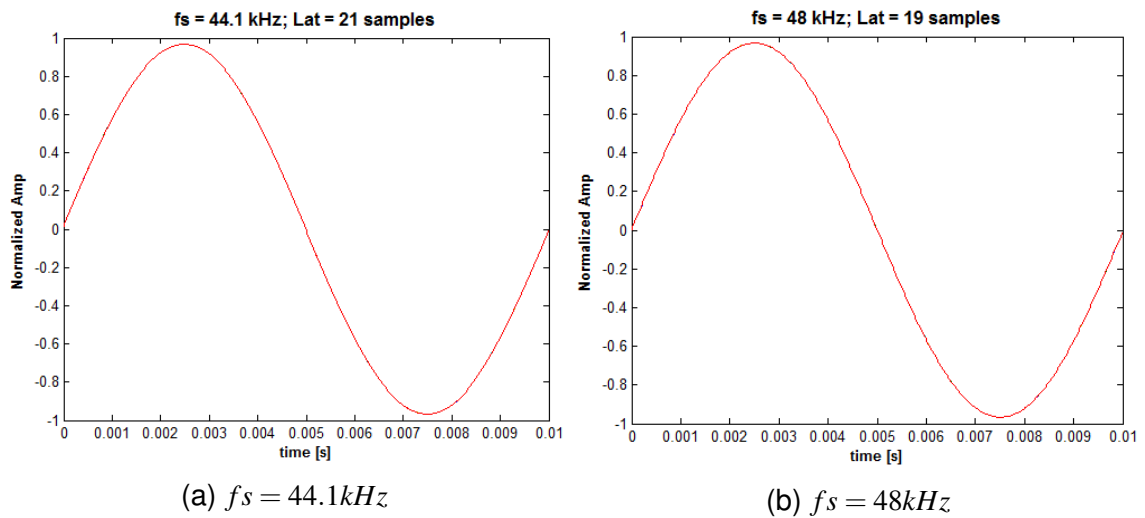 fs = 44.1 kHz; Lat = 21 samples
1
0.8
0.6
0.4
0.2
0
-0.2
-0.4
-0.6
-0.8
-1
Normalized Amp
0 0.001 0.002 0.003 0.004 0.005 0.006 0.007 0.008 0.009 0.01
time [s]
(a) fs = 44.1kHz
fs = 48 kHz; Lat = 19 samples
1
0.8
0.6
0.4
0.2
0
-0.2
-0.4
-0.6
-0.8
-1
Normalized Amp
0 0.001 0.002 0.003 0.004 0.005 0.006 0.007 0.008 0.009 0.01
time [s]
(b) fs = 48kHz